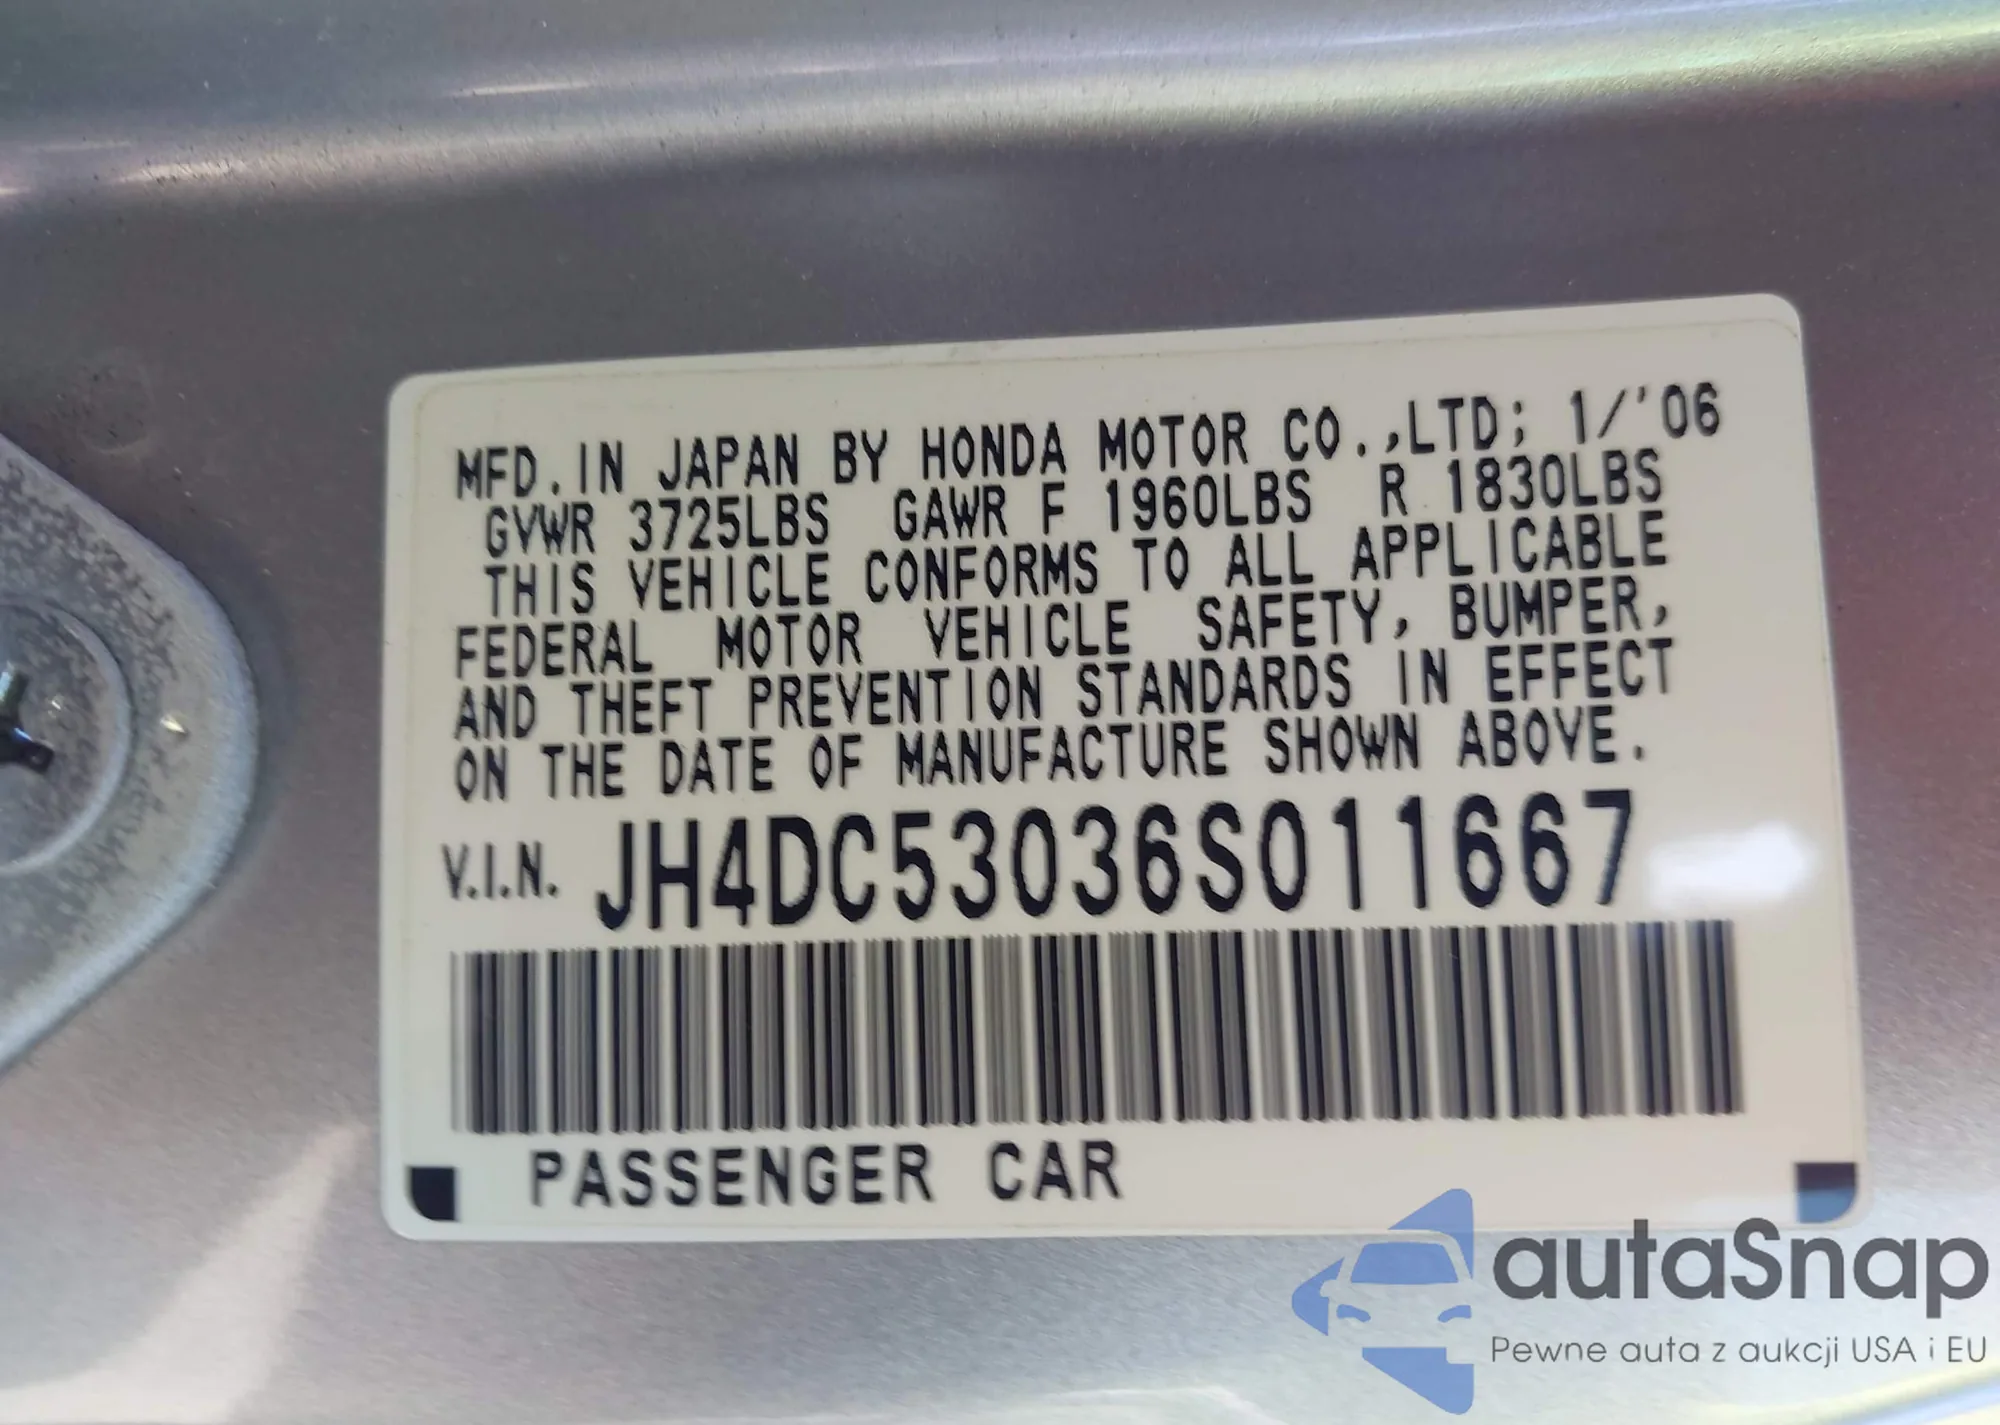 MFD. IN JAPAN BY HONDA MOTOR CO.,LTD; 1/'06
GVWR 3725LBS GAWR F 1960LBS R 1830LBS
THIS VEHICLE CONFORMS TO ALL APPLICABLE
FEDERAL MOTOR VEHICLE SAFETY, BUMPER,
AND THEFT PREVENTION STANDARDS IN EFFECT
ON THE DATE OF MANUFACTURE SHOWN ABOVE.
V.I.N. JH4DC53036S011667
PASSENGER CAR
autaSnap
Pewne auta z aukcji USA i EU